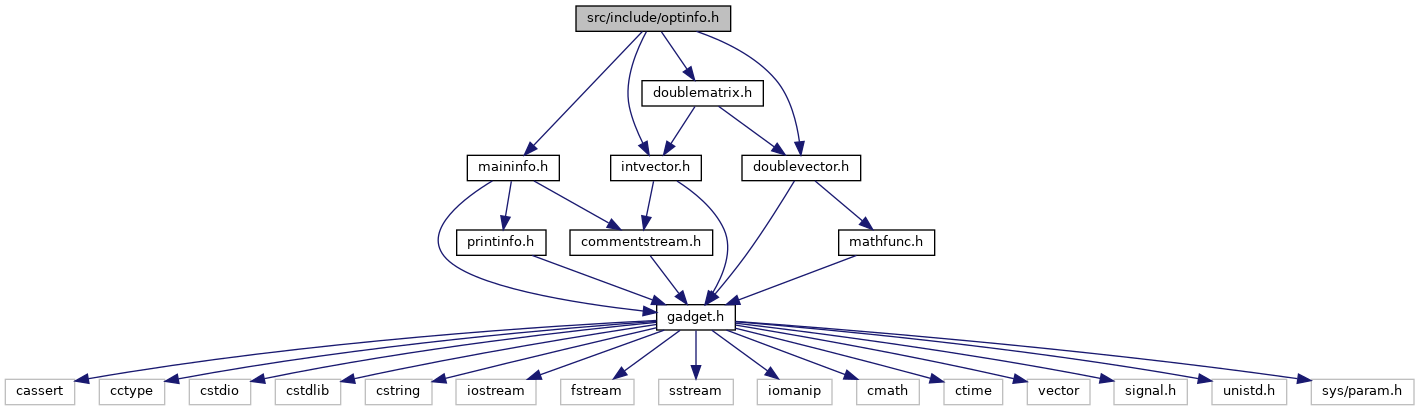 src/include/optinfo.h
doublematrix.h
maininfo.h
intvector.h
doublevector.h
printinfo.h
commentstream.h
mathfunc.h
gadget.h
cassert
cctype
cstdio
cstdlib
cstring
iostream
fstream
sstream
iomanip
cmath
ctime
vector
signal.h
unistd.h
sys/param.h